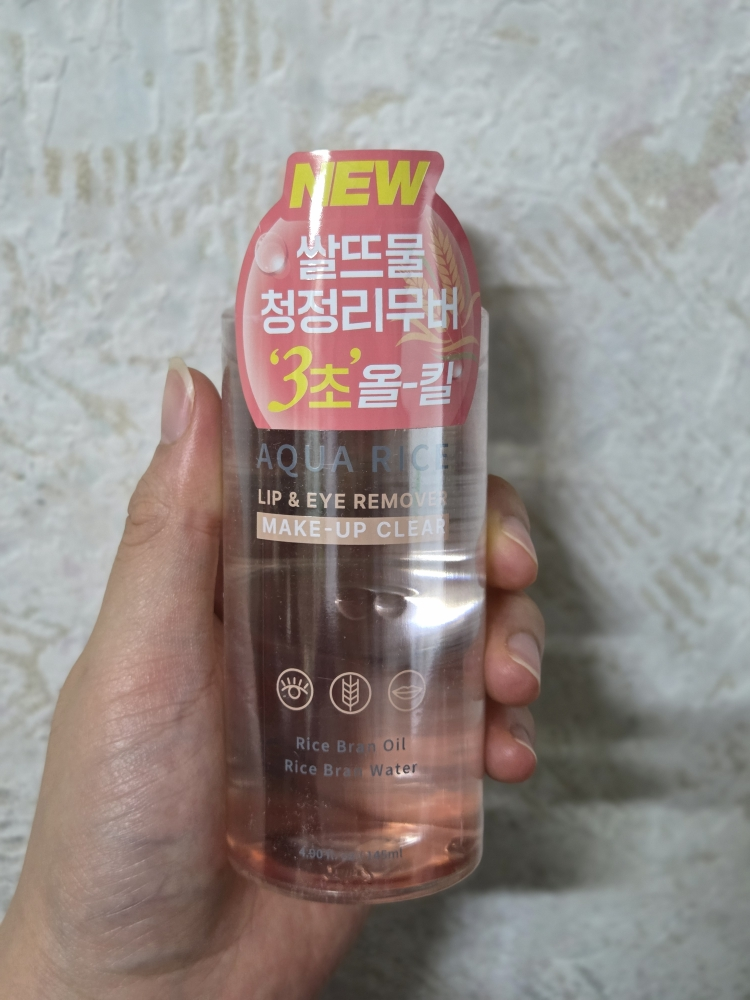 NEW
쌀뜨물
청정리무버
‘3초’올-킬
AQUA RICE
LIP & EYE REMOVER
MAKE-UP CLEAR
Rice Bran Oil
Rice Bran Water
145ml